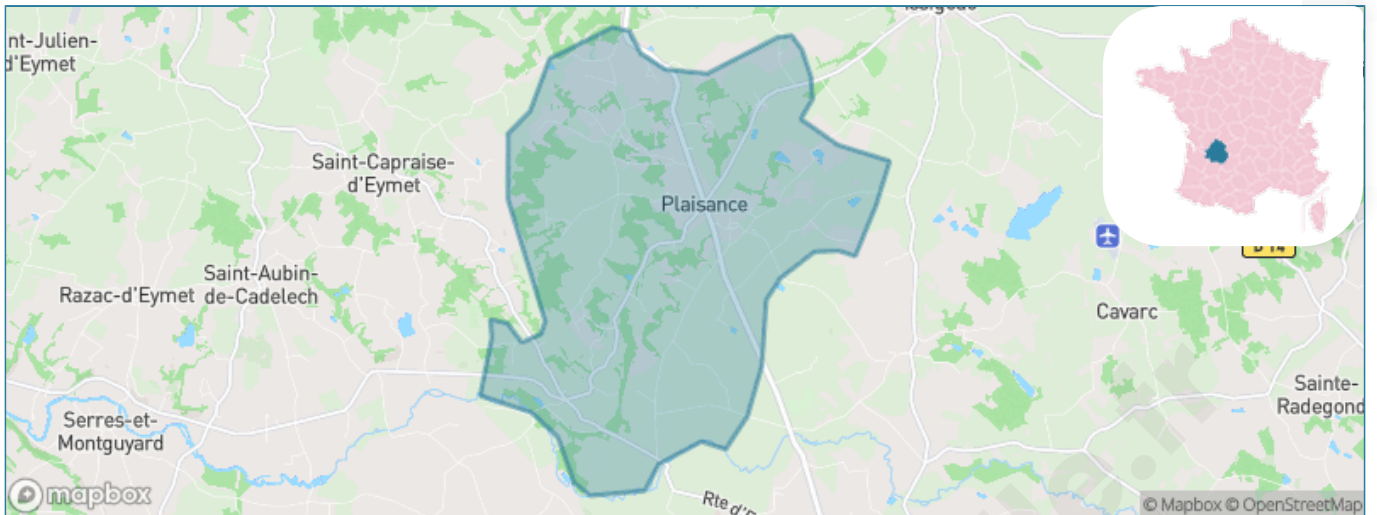 nt-Julien-
d'Eymet
Saint-Capraise-
d'Eymet
Plaisance
Saint-Aubin-
de-Cadelech
Razac-d'Eymet
Cavarc
Sainte-
Radegond
Serres-et-
Montguyard
Rte d'E
mapbox
© Mapbox © OpenStreetMap